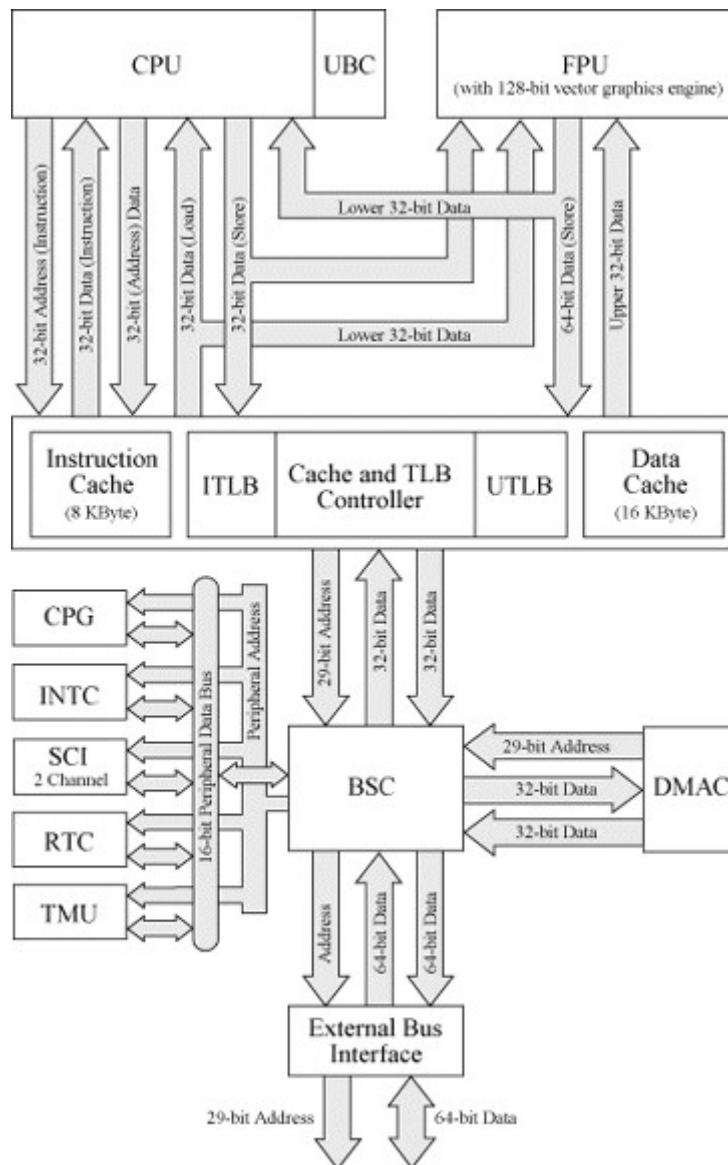 CPU
UBC
FPU
(with 128-bit vector graphics engine)
32-bit Address (Instruction)
32-bit Data (Instruction)
32-bit (Address) Data
32-bit Data (Load)
32-bit Data (Store)
Lower 32-bit Data
Lower 32-bit Data
64-bit Data (Store)
Upper 32-bit Data
Instruction
Cache
(8 KByte)
ITLB
Cache and TLB
Controller
UTLB
Data
Cache
(16 KByte)
29-bit Address
32-bit Data
32-bit Data
CPG
INTC
SCI
2 Channel
RTC
TMU
16-bit Peripheral Data Bus
Peripheral Address
BSC
29-bit Address
32-bit Data
32-bit Data
DMAC
Address
64-bit Data
64-bit Data
External Bus
Interface
29-bit Address
64-bit Data